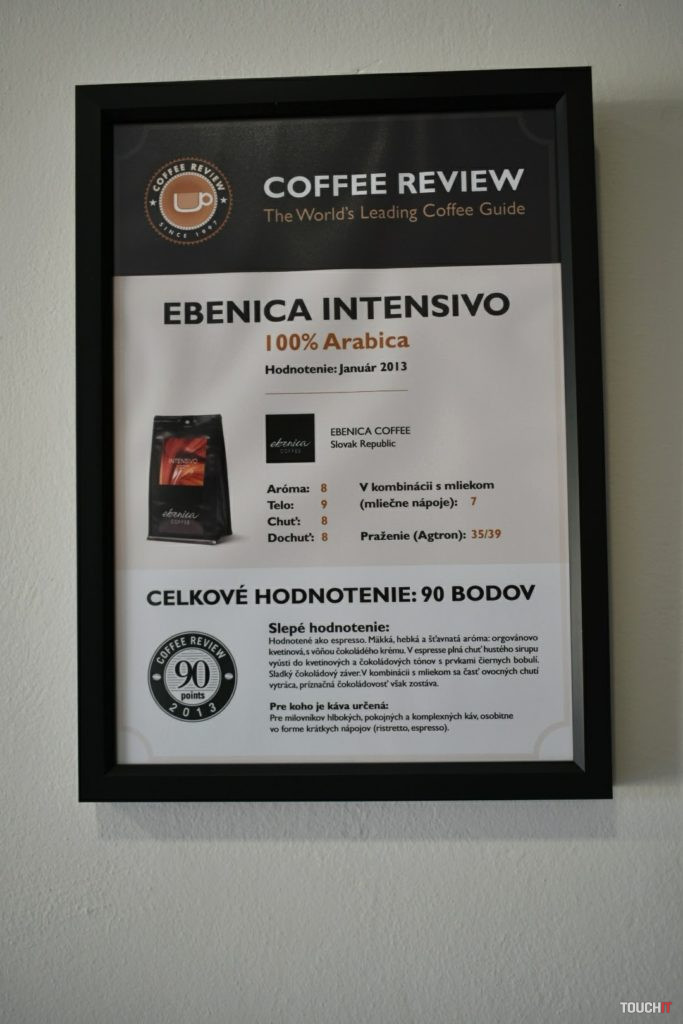 COFFEE REVIEW
SINCE 1997
COFFEE REVIEW
The World's Leading Coffee Guide
EBENICA INTENSIVO
100% Arabica
Hodnotenie: Január 2013
INTENSIVO
ebenica
COFFEE
ebenica
COFFEE
EBENICA COFFEE
Slovak Republic
Aróma: 8
Telo: 9
Chuť: 8
Dochuť: 8
V kombinácii s mliekom
(mliečne nápoje): 7
Praženie (Agtron): 35/39
CELKOVÉ HODNOTENIE: 90 BODOV
COFFEE REVIEW
90
points
2013
Slepé hodnotenie:
Hodnotené ako espresso. Mäkká, hebká a šťavnatá aróma: orgovánovo
kvetinová, s vôňou čokoládého krému. V espresse plná chuť hustého sirupu
vyústi do kvetinových a čokoládových tónov s prvkami čiernych bobulí.
Sladký čokoládový záver. V kombinácii s mliekom sa časť ovocných chutí
vytráca, príznačná čokoládovosť však zostáva.
Pre koho je káva určená:
Pre milovníkov hlbokých, pokojných a komplexných káv, osobitne
vo forme krátkych nápojov (ristretto, espresso).
TOUCHIT